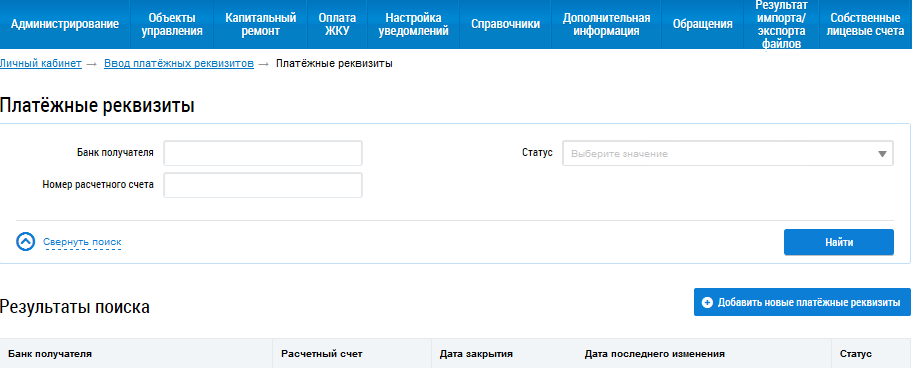 Администрирование
Объекты
управления
Капитальный
ремонт
Оплата
ЖКУ
Настройка
уведомлений
Справочники
Дополнительная
информация
Обращения
Результат
импорта/
экспорта
файлов
Собственные
лицевые счета
Личный кабинет → Ввод платёжных реквизитов → Платёжные реквизиты
Платёжные реквизиты
Банк получателя
Статус Выберите значение
Номер расчетного счета
Свернуть поиск
Найти
Результаты поиска
Добавить новые платёжные реквизиты
Банк получателя Расчетный счет Дата закрытия Дата последнего изменения Статус